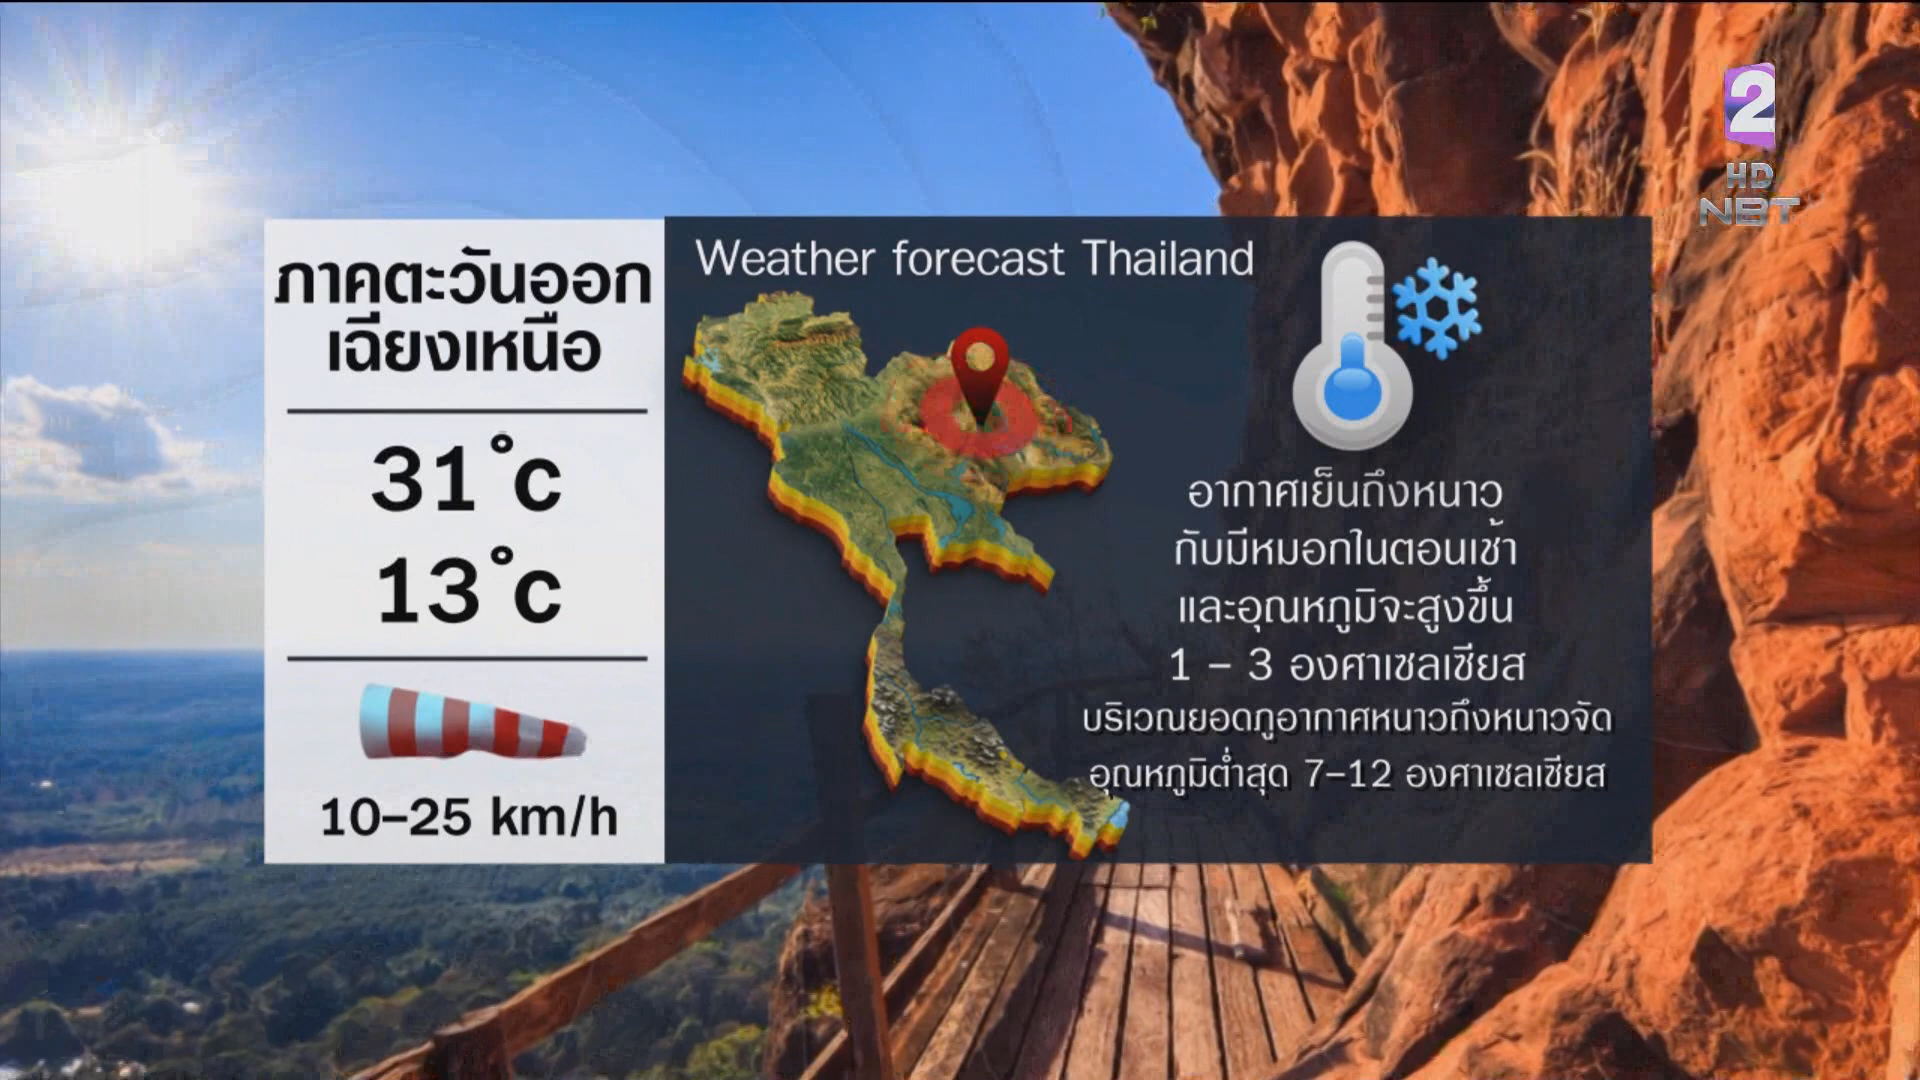 2
HD
NBT
ภาคตะวันออก
เฉียงเหนือ
31°c
13°c
10–25 km/h
Weather forecast Thailand
อากาศเย็นถึงหนาว
กับมีหมอกในตอนเช้า
และอุณหภูมิจะสูงขึ้น
1 – 3 องศาเซลเซียส
บริเวณยอดภูอากาศหนาวถึงหนาวจัด
อุณหภูมิต่ำสุด 7–12 องศาเซลเซียส